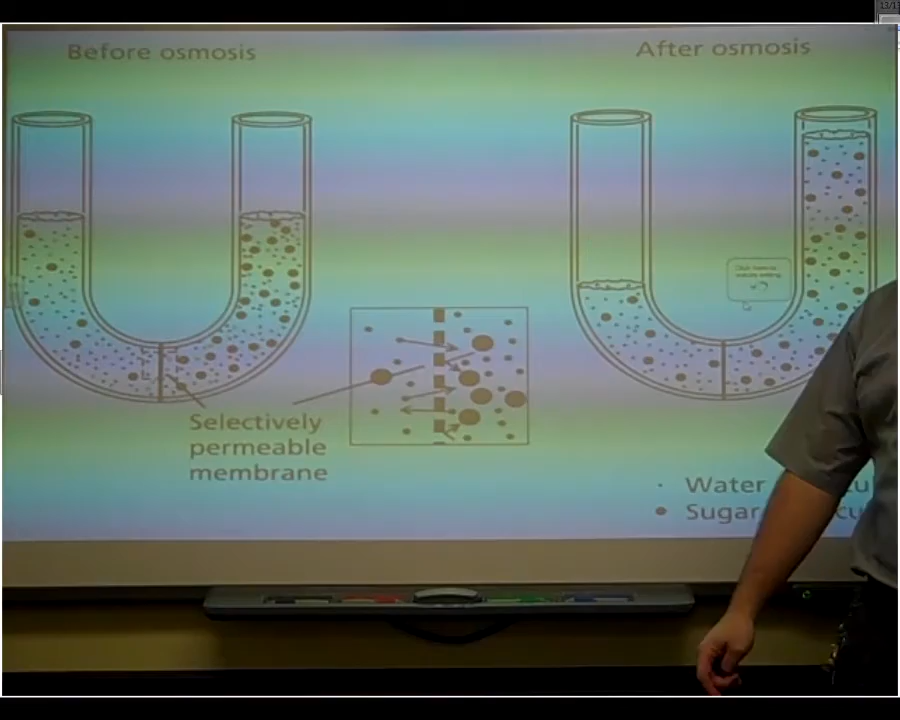 Before osmosis
After osmosis
Selectively
permeable
membrane
Water
Sugar